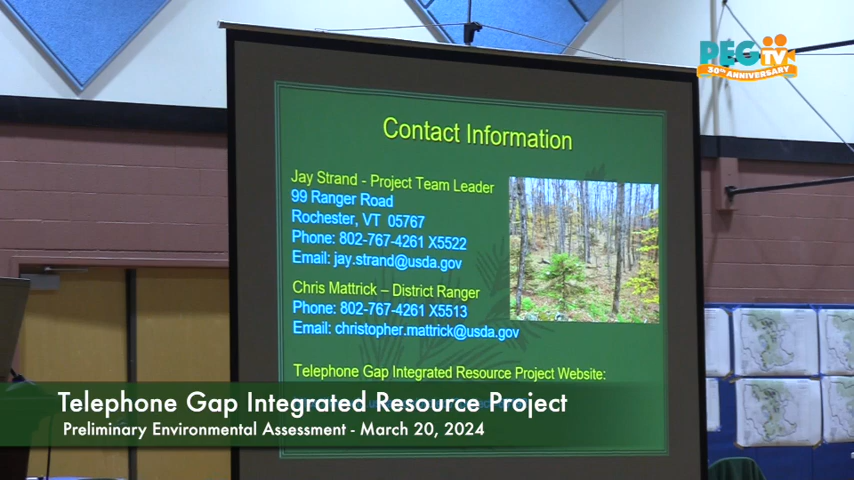 PEG TV
30TH ANNIVERSARY
Contact Information
Jay Strand - Project Team Leader
99 Ranger Road
Rochester, VT 05767
Phone: 802-767-4261 X5522
Email: jay.strand@usda.gov
Chris Mattrick – District Ranger
Phone: 802-767-4261 X5513
Email: christopher.mattrick@usda.gov
Telephone Gap Integrated Resource Project Website:
Telephone Gap Integrated Resource Project
Preliminary Environmental Assessment - March 20, 2024